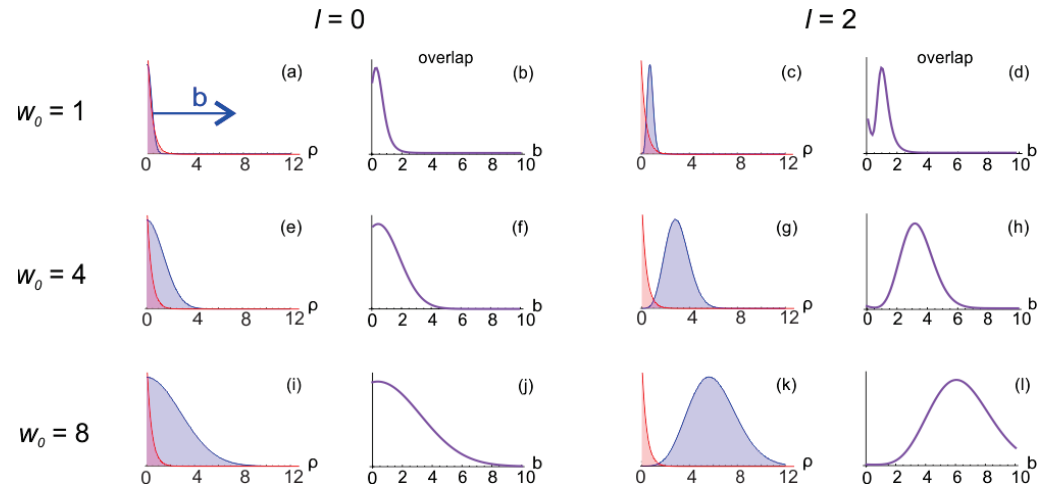 l = 0
l = 2
overlap
overlap
w₀ = 1
(a)
b
0 4 8 12 ρ
(b)
0 2 4 6 8 10 b
(c)
0 4 8 12 ρ
(d)
0 2 4 6 8 10 b
w₀ = 4
(e)
0 4 8 12 ρ
(f)
0 2 4 6 8 10 b
(g)
0 4 8 12 ρ
(h)
0 2 4 6 8 10 b
w₀ = 8
(i)
0 4 8 12 ρ
(j)
0 2 4 6 8 10 b
(k)
0 4 8 12 ρ
(l)
0 2 4 6 8 10 b